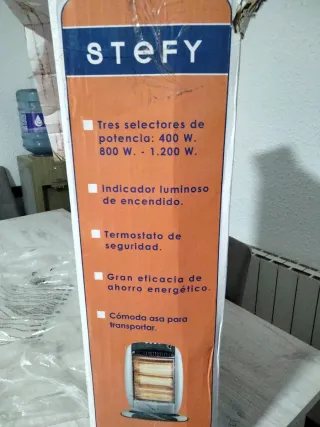 STeFY
Tres selectores de
potencia: 400 W.
800 W. - 1.200 W.
Indicador luminoso
de encendido.
Termostato de
seguridad.
Gran eficacia de
ahorro energético.
Cómoda asa para
transportar.